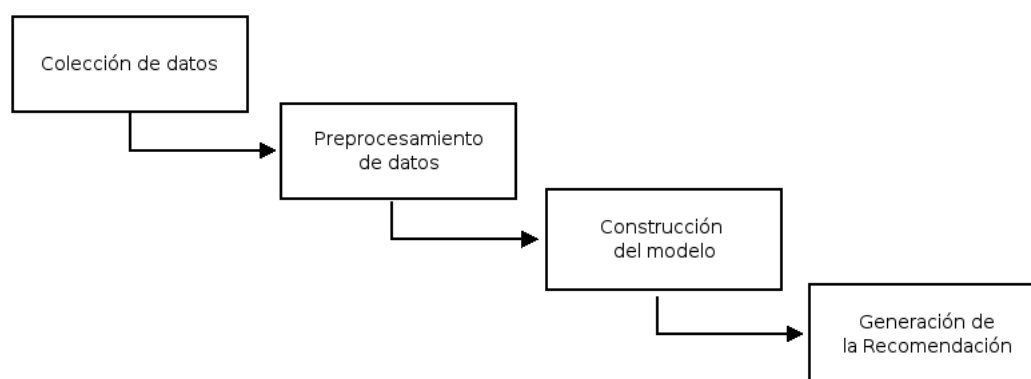 Colección de datos
Preprocesamiento
de datos
Construcción
del modelo
Generación de
la Recomendación